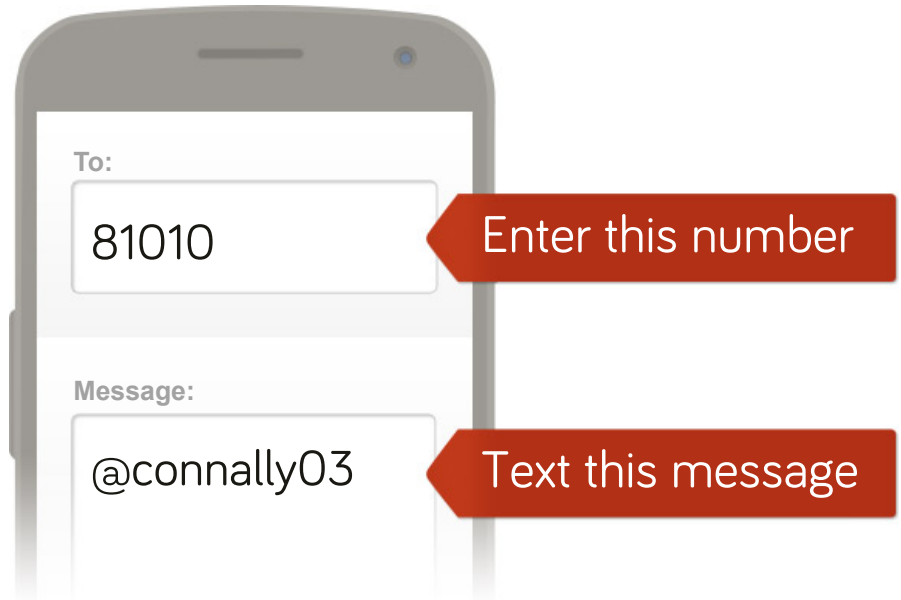 To:
81010
Enter this number
Message:
@connally03
Text this message